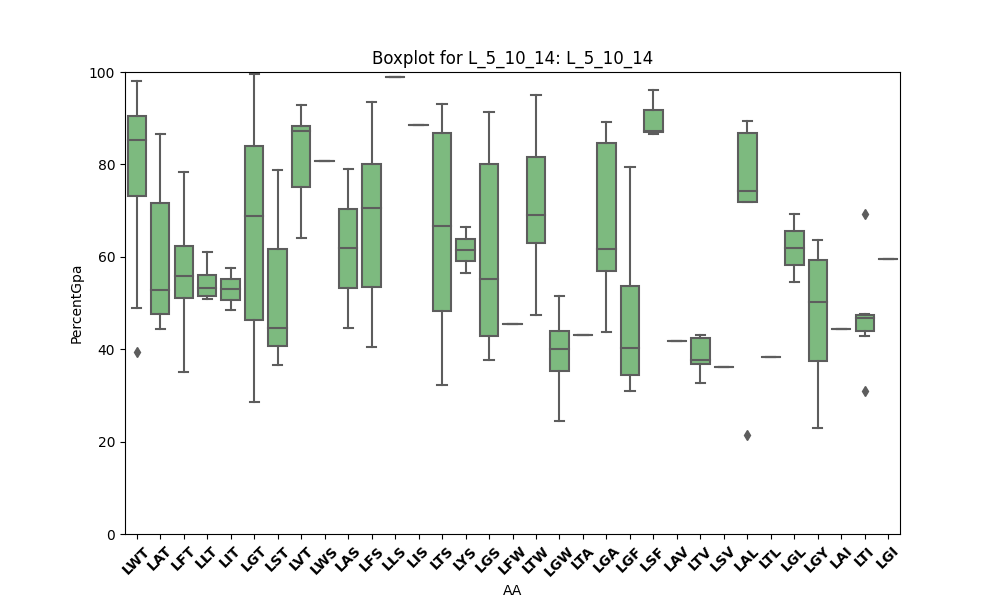 Boxplot for L_5_10_14: L_5_10_14
PercentGpa
100
80
60
40
20
0
LWT LAT LFT LLT LIT LGT LST LVT LWS LAS LFS LLS LIS LTS LYS LGS LFW LTW LGW LTA LGA LGF LSF LAV LTV LSV LAL LTL LGL LGY LAI LTI LGI
AA